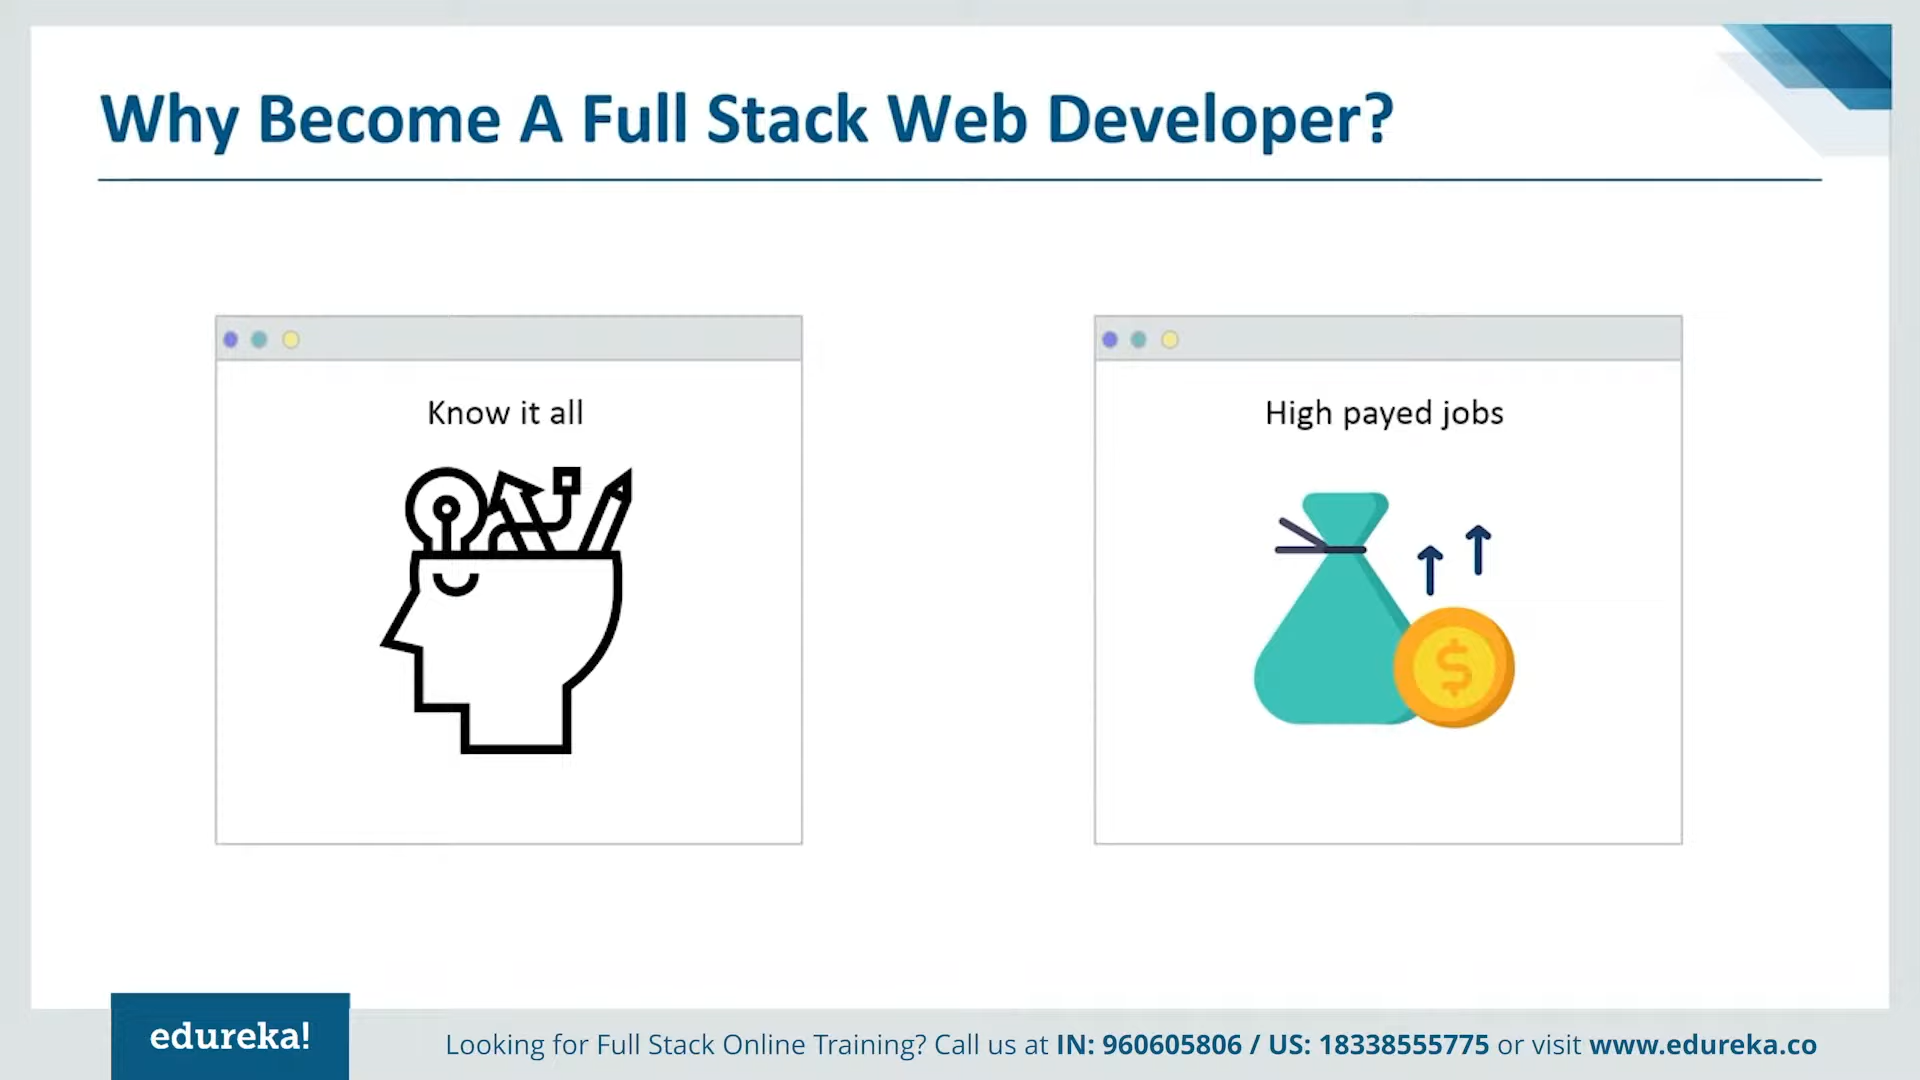 Why Become A Full Stack Web Developer?
Know it all
High payed jobs
$
edureka!
Looking for Full Stack Online Training? Call us at IN: 960605806 / US: 18338555775 or visit www.edureka.co